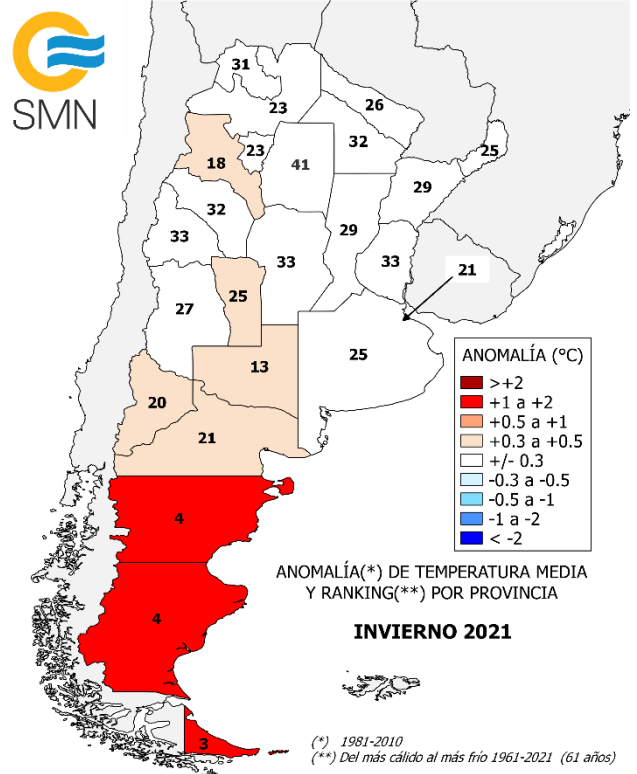 SMN
31
23
26
32
18
23
41
25
29
32
29
33
33
33
21
25
27
25
13
20
21
4
4
3
ANOMALÍA (°C)
>+2
+1 a +2
+0.5 a +1
+0.3 a +0.5
+/- 0.3
-0.3 a -0.5
-0.5 a -1
-1 a -2
< -2
ANOMALÍA(*) DE TEMPERATURA MEDIA
Y RANKING(**) POR PROVINCIA
INVIERNO 2021
(*) 1981-2010
(**) Del más cálido al más frío 1961-2021 (61 años)